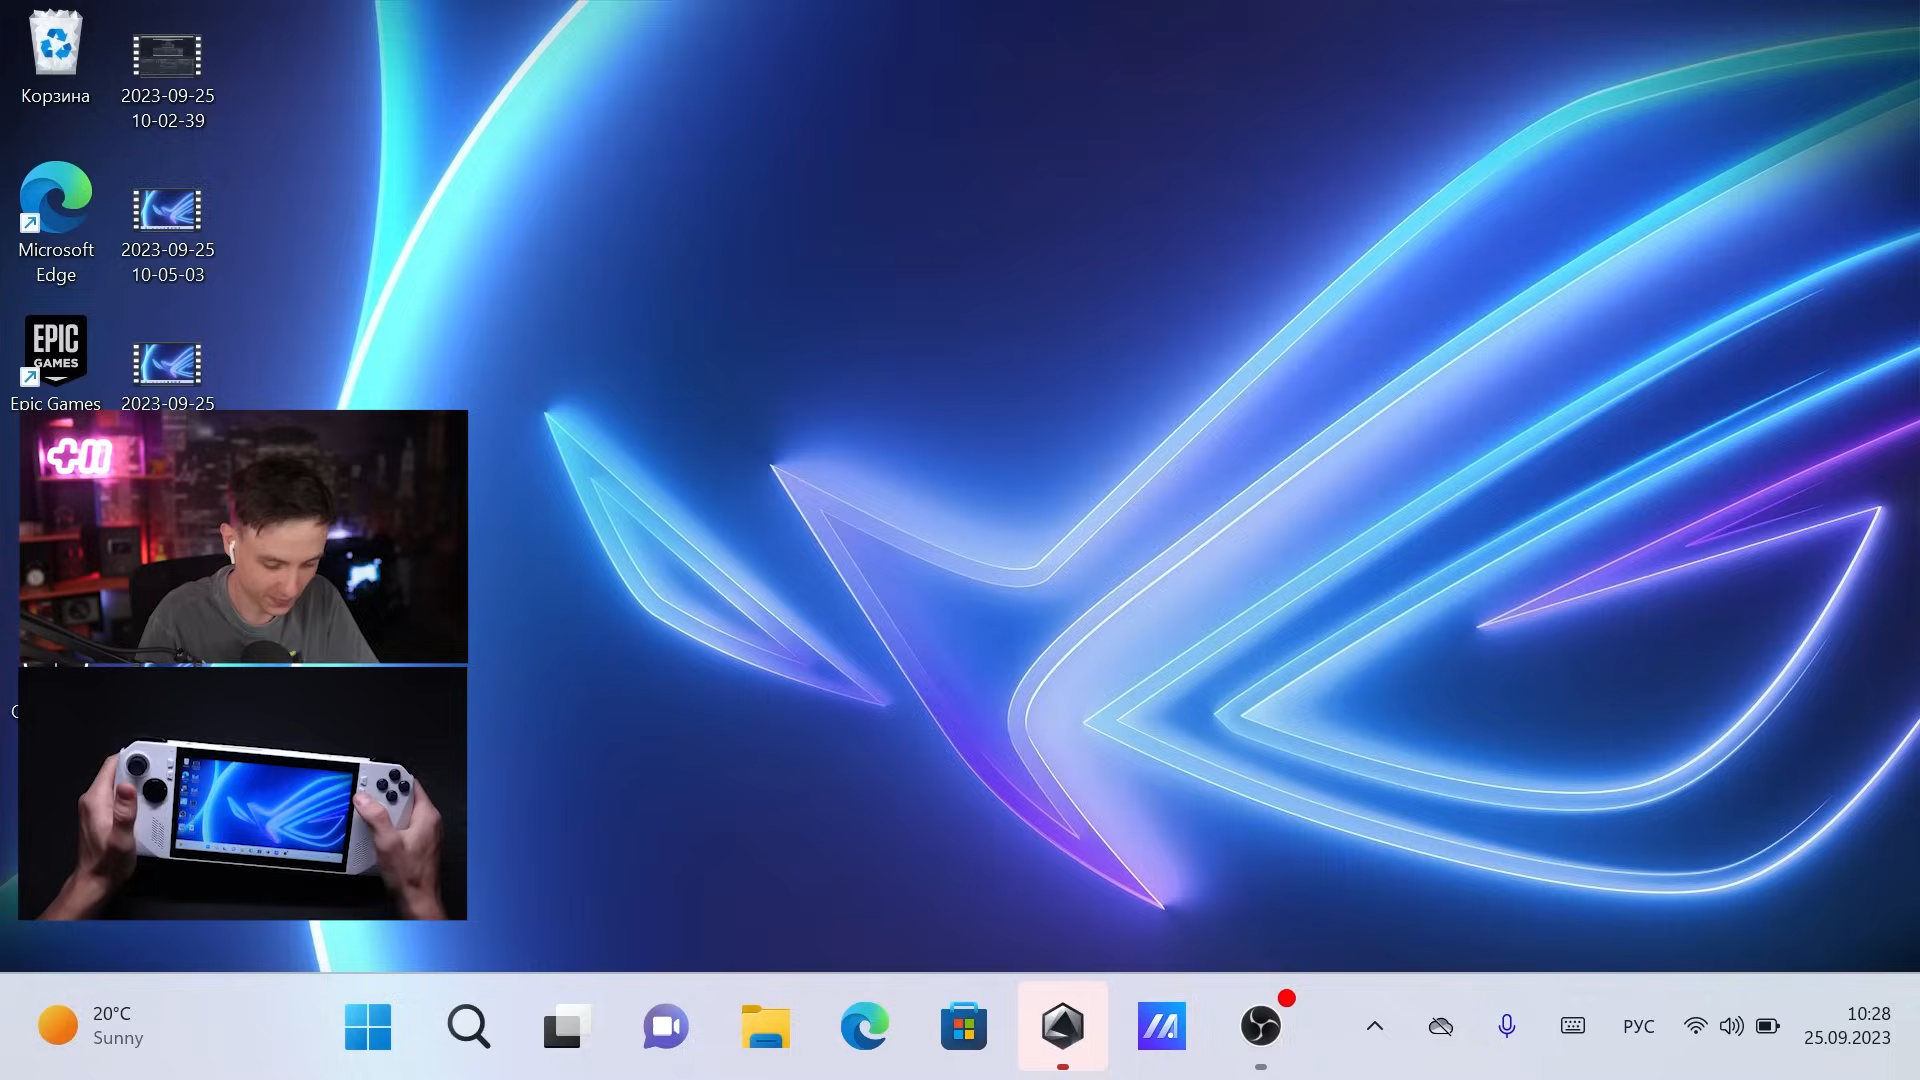 Корзина
2023-09-25
10-02-39
Microsoft
Edge
2023-09-25
10-05-03
EPIC
GAMES
Epic Games
2023-09-25
20°C
Sunny
РУС
10:28
25.09.2023